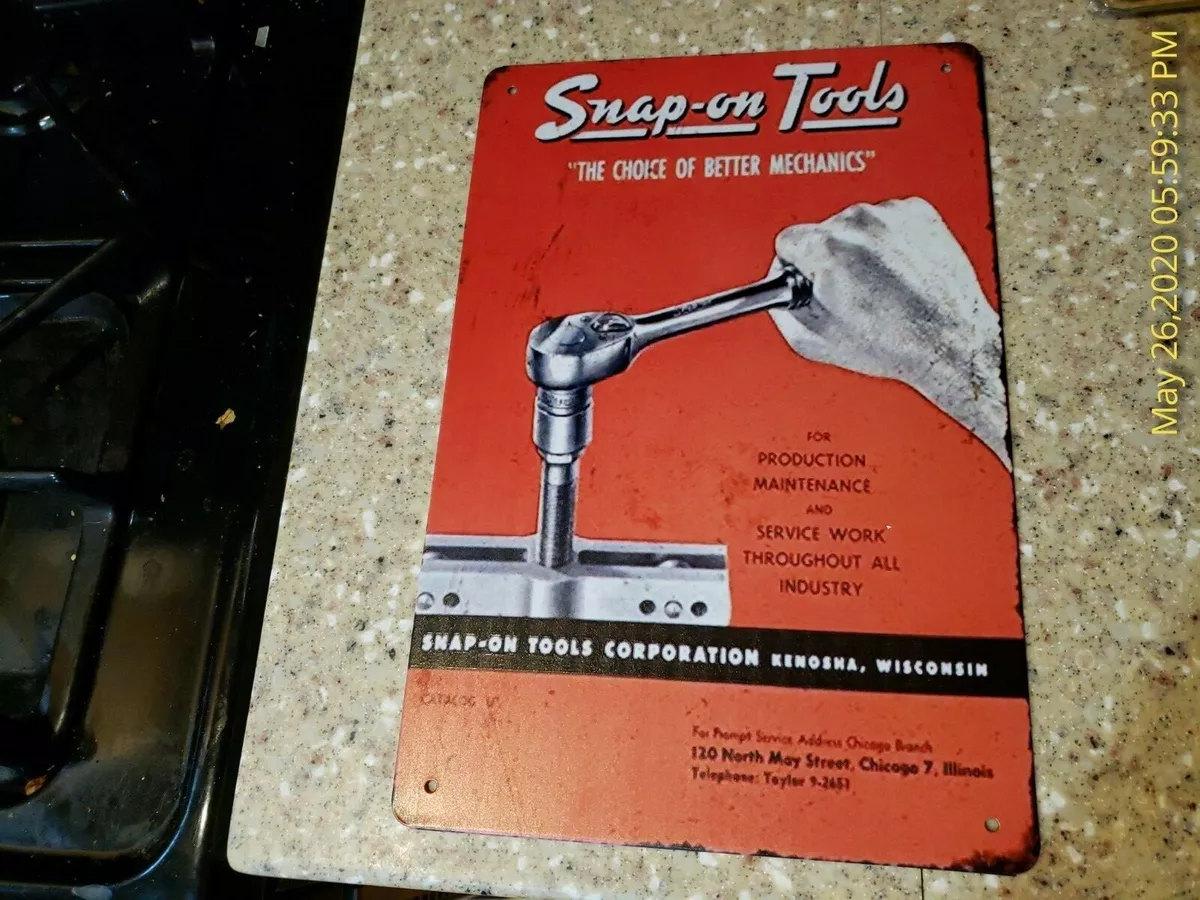 Snap-on Tools
"THE CHOICE OF BETTER MECHANICS"
FOR
PRODUCTION
MAINTENANCE
AND
SERVICE WORK
THROUGHOUT ALL
INDUSTRY
SNAP-ON TOOLS CORPORATION KENOSHA, WISCONSIN
CATALOG
For Prompt Service Address Chicago Branch
120 North May Street, Chicago 7, Illinois
Telephone: Taylor 9-2651
May 26,2020 05:59:33 PM